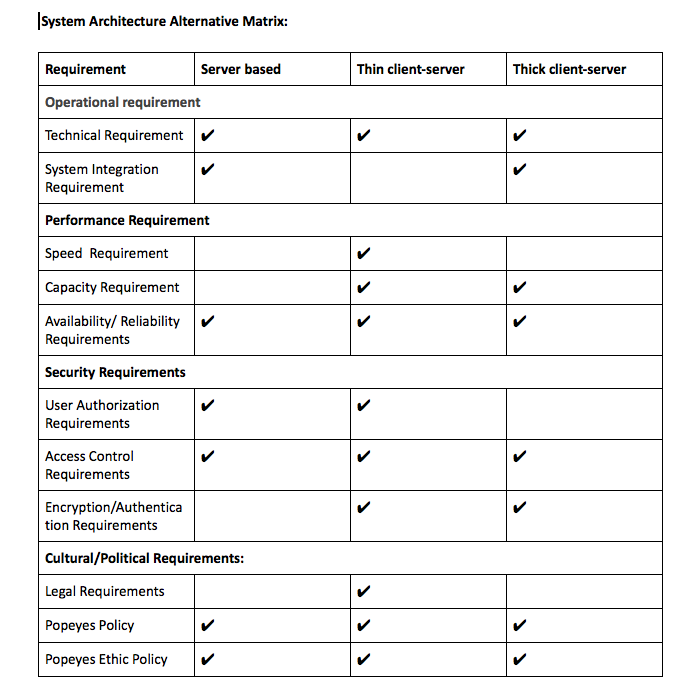 System Architecture Alternative Matrix:
Requirement Server based Thin client-server Thick client-server
Operational requirement
Technical Requirement ✔ ✔ ✔
System Integration ✔ ✔
Requirement
Performance Requirement
Speed Requirement ✔
Capacity Requirement ✔ ✔
Availability/ Reliability ✔ ✔ ✔
Requirements
Security Requirements
User Authorization ✔ ✔
Requirements
Access Control ✔ ✔ ✔
Requirements
Encryption/Authentica ✔ ✔
tion Requirements
Cultural/Political Requirements:
Legal Requirements ✔
Popeyes Policy ✔ ✔ ✔
Popeyes Ethic Policy ✔ ✔ ✔